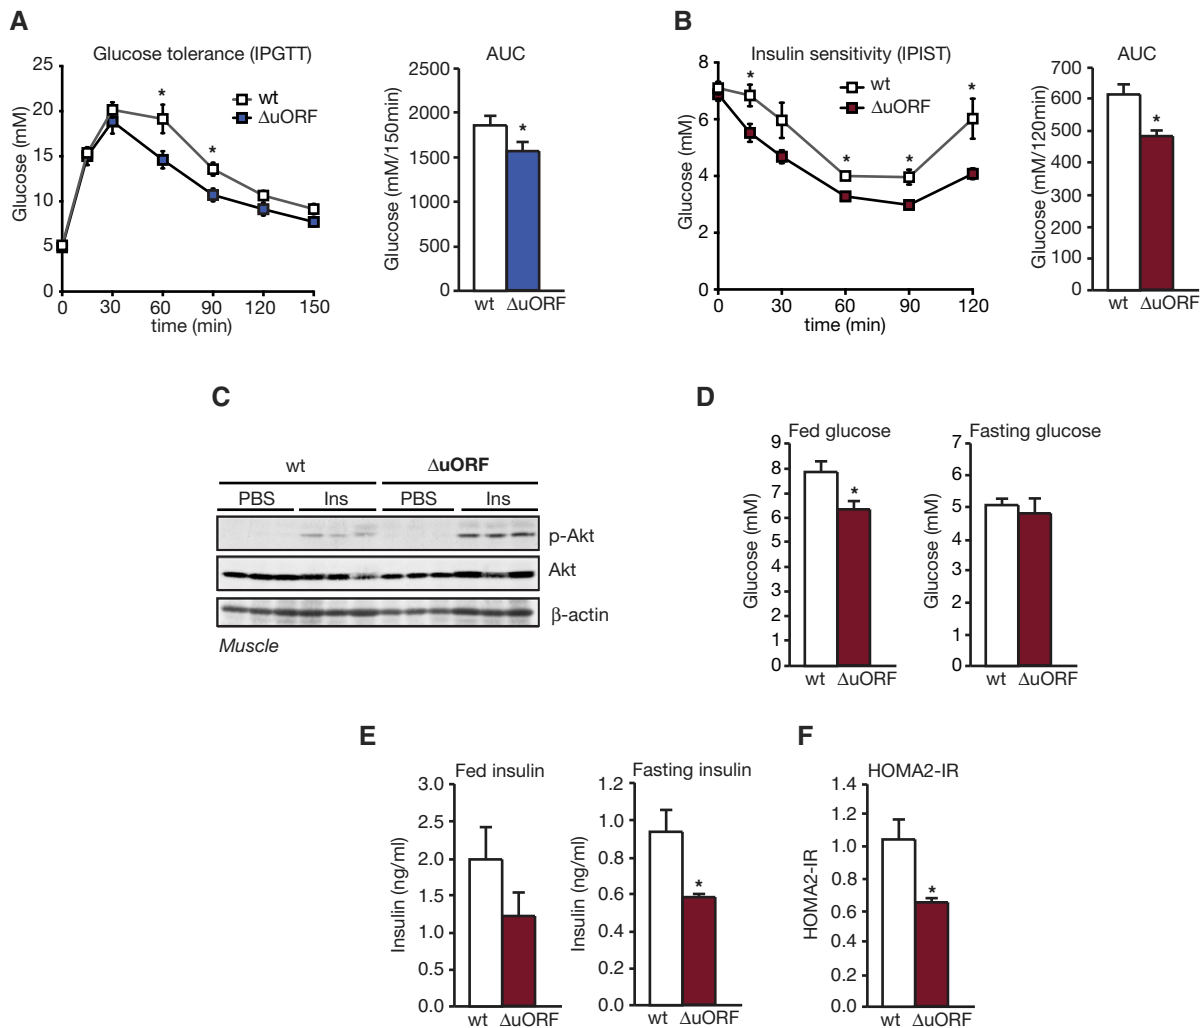 A
Glucose tolerance (IPGTT)
25
20
15
10
5
0
Glucose (mM)
wt
ΔuORF
*
*
0 30 60 90 120 150
time (min)
AUC
2500
2000
1500
1000
500
0
Glucose (mM/150min)
*
wt ΔuORF
B
Insulin sensitivity (IPIST)
8
6
4
2
0
Glucose (mM)
wt
ΔuORF
*
*
*
*
0 30 60 90 120
time (min)
AUC
700
600
500
400
300
200
100
0
Glucose (mM/120min)
*
wt ΔuORF
C
wt ΔuORF
PBS Ins PBS Ins
p-Akt
Akt
β-actin
Muscle
D
Fed glucose
9
8
7
6
5
4
3
2
1
0
Glucose (mM)
*
wt ΔuORF
Fasting glucose
7
6
5
4
3
2
1
0
Glucose (mM)
wt ΔuORF
E
Fed insulin
3.0
2.5
2.0
1.5
1.0
0.5
0.0
Insulin (ng/ml)
wt ΔuORF
Fasting insulin
1.2
1.0
0.8
0.6
0.4
0.2
0.0
Insulin (ng/ml)
*
wt ΔuORF
F
HOMA2-IR
1.4
1.2
1.0
0.8
0.6
0.4
0.2
0.0
HOMA2-IR
*
wt ΔuORF